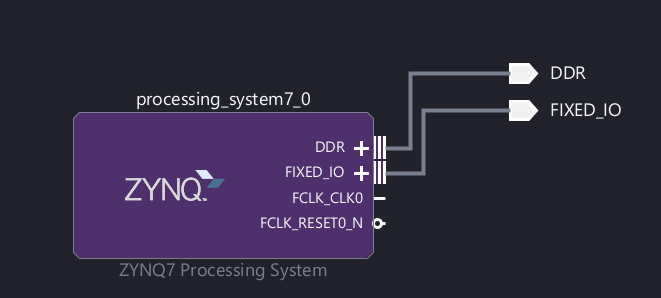 DDR
processing_system7_0
FIXED_IO
DDR
FIXED_IO
ZYNQ
FCLK_CLK0
FCLK_RESET0_N
ZYNQ7 Processing System